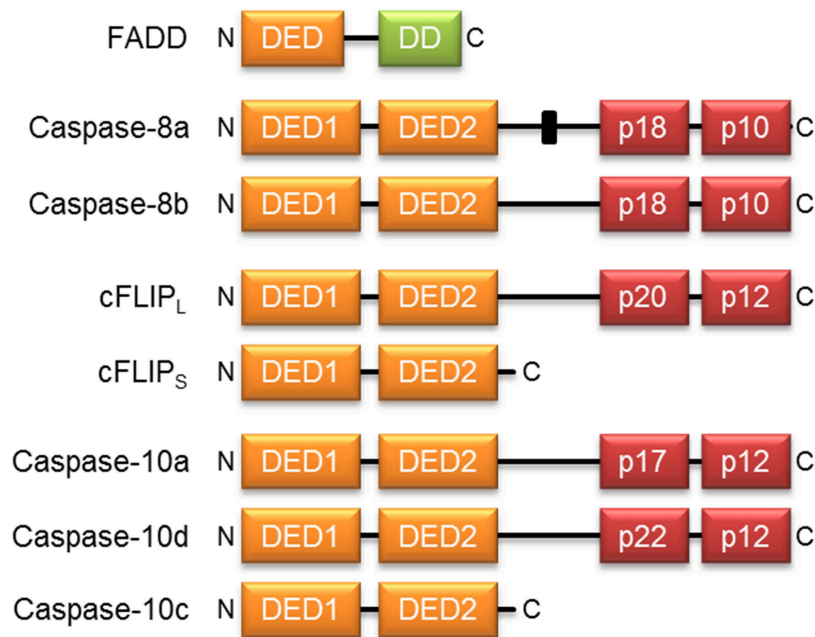 FADD N DED DD C
Caspase-8a N DED1 DED2 p18 p10 C
Caspase-8b N DED1 DED2 p18 p10 C
cFLIPL N DED1 DED2 p20 p12 C
cFLIPS N DED1 DED2 C
Caspase-10a N DED1 DED2 p17 p12 C
Caspase-10d N DED1 DED2 p22 p12 C
Caspase-10c N DED1 DED2 C